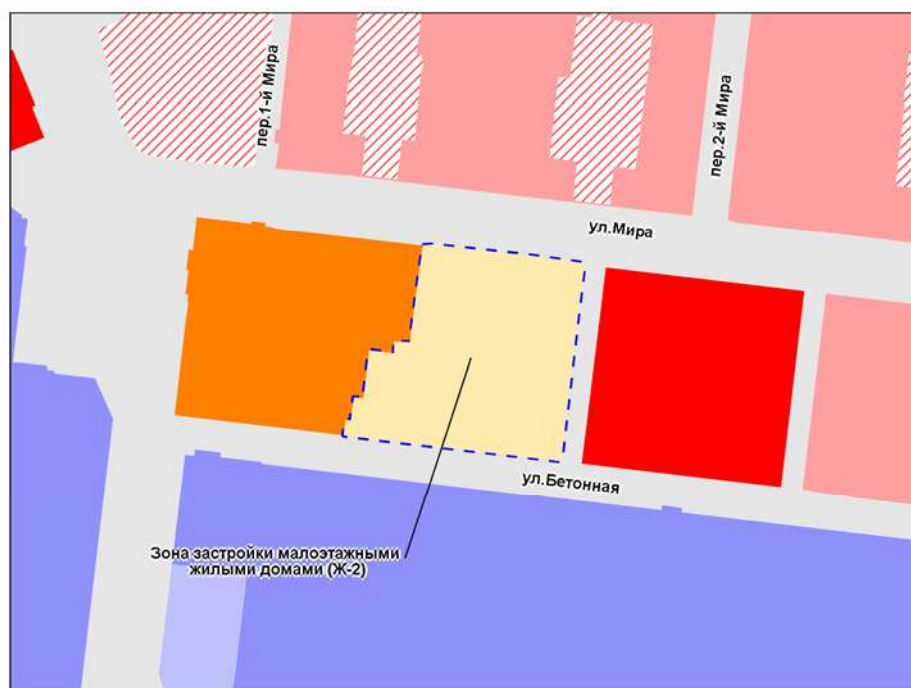 пер.1-й Мира
пер.2-й Мира
ул.Мира
ул.Бетонная
Зона застройки малоэтажными
жилыми домами (Ж-2)